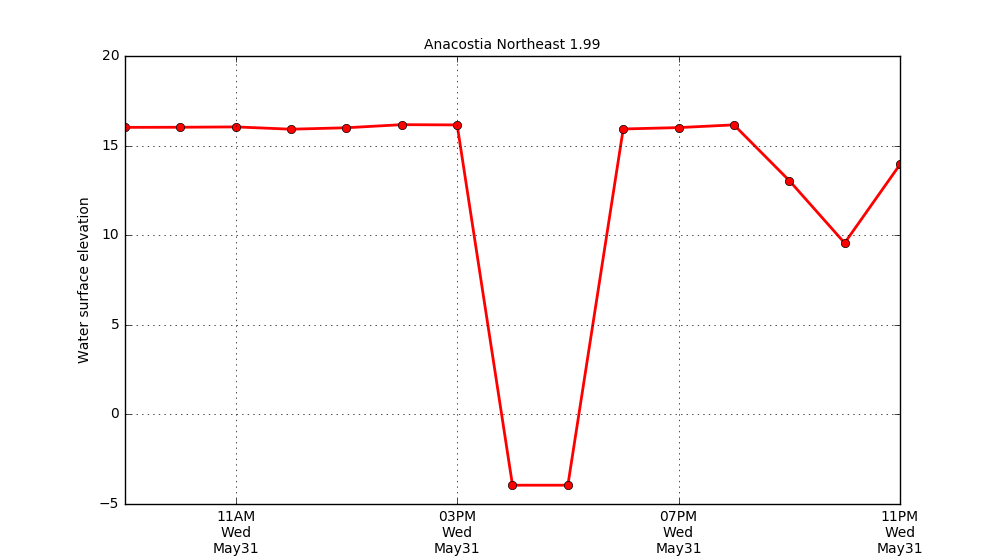 Anacostia Northeast 1.99
Water surface elevation
20
15
10
5
0
−5
11AM
Wed
May31
03PM
Wed
May31
07PM
Wed
May31
11PM
Wed
May31